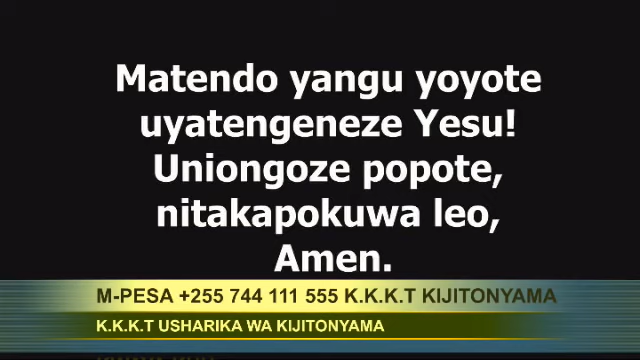 Matendo yangu yoyote
uyatengeneze Yesu!
Uniongoze popote,
nitakapokuwa leo,
Amen.
M-PESA +255 744 111 555 K.K.K.T KIJITONYAMA
K.K.K.T USHARIKA WA KIJITONYAMA